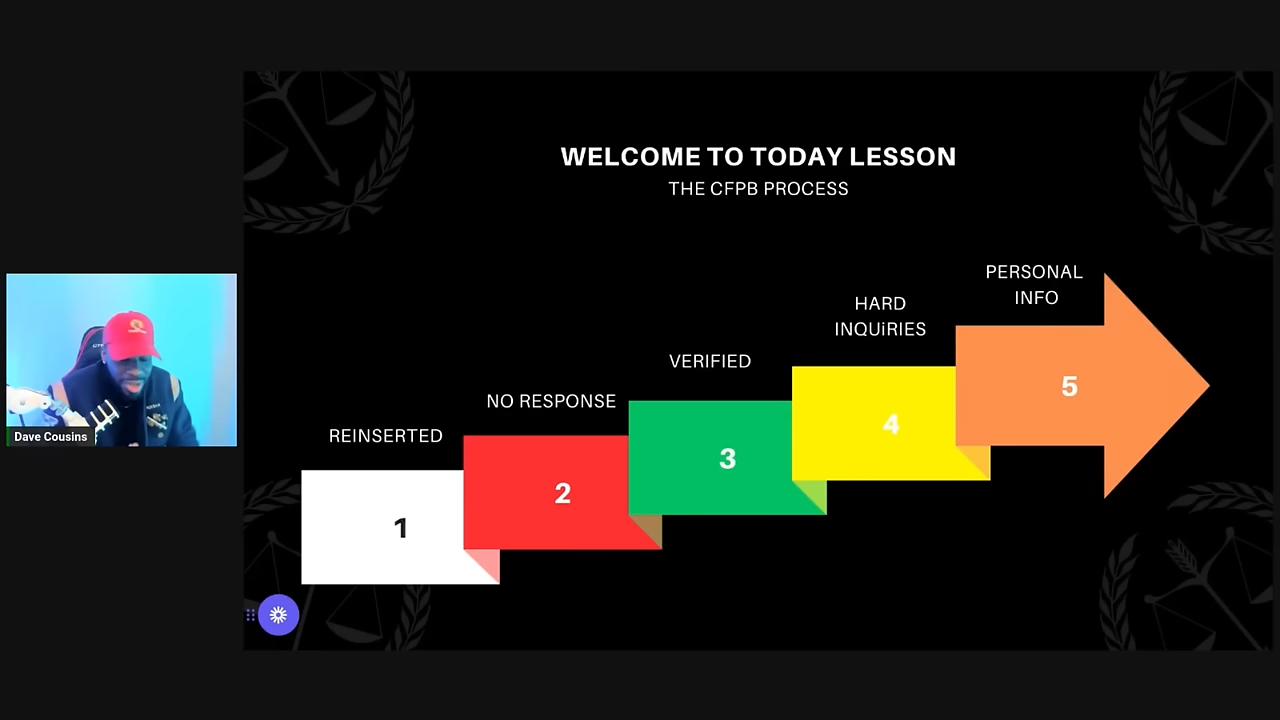 WELCOME TO TODAY LESSON
THE CFPB PROCESS
REINSERTED
1
NO RESPONSE
2
VERIFIED
3
HARD
INQUiRIES
4
PERSONAL
INFO
5
Dave Cousins